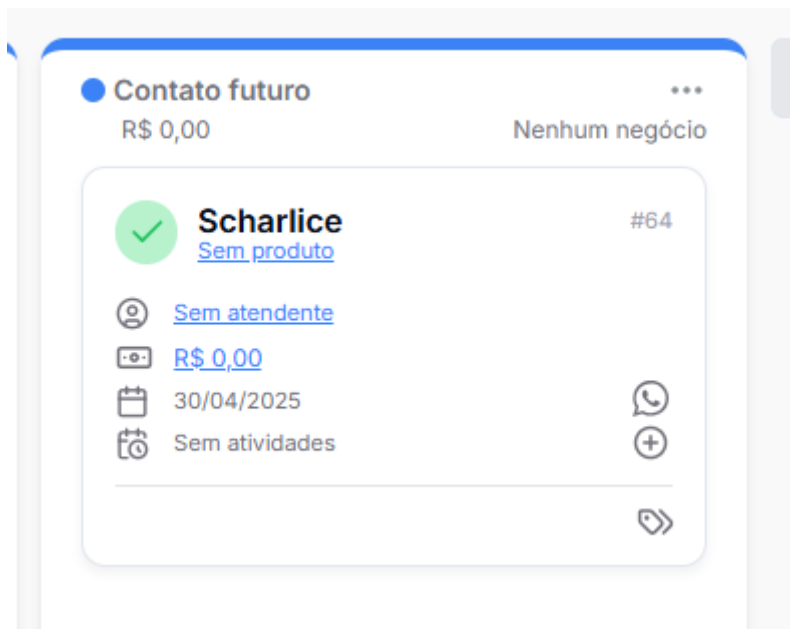 Contato futuro
R$ 0,00 Nenhum negócio
Scharlice #64
Sem produto
Sem atendente
R$ 0,00
30/04/2025
Sem atividades